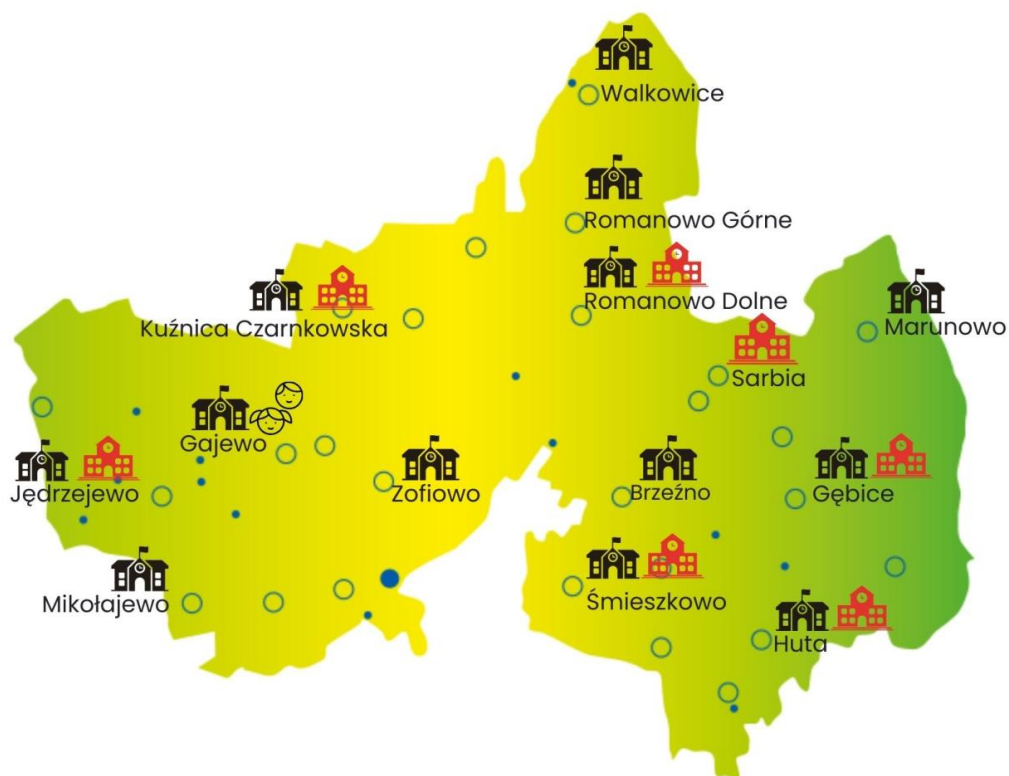 Walkowice
Romanowo Górne
Romanowo Dolne
Kuźnica Czarnkowska
Marunowo
Sarbia
Gajewo
Jędrzejewo
Zofiowo
Brzeźno
Gębice
Mikołajewo
Śmieszkowo
Huta